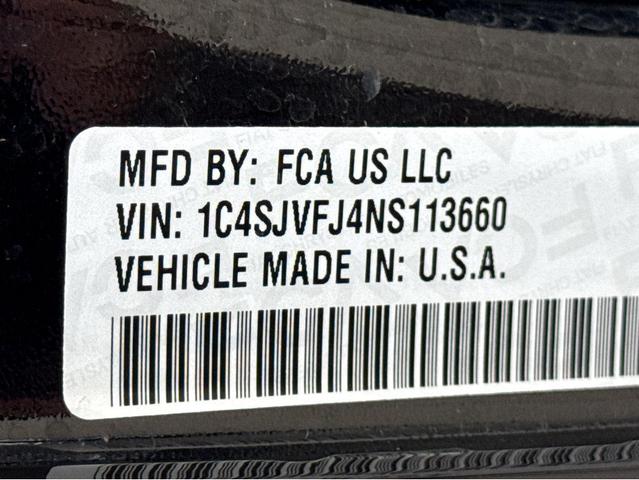 MFD BY: FCA US LLC
VIN: 1C4SJVFJ4NS113660
VEHICLE MADE IN: U.S.A.